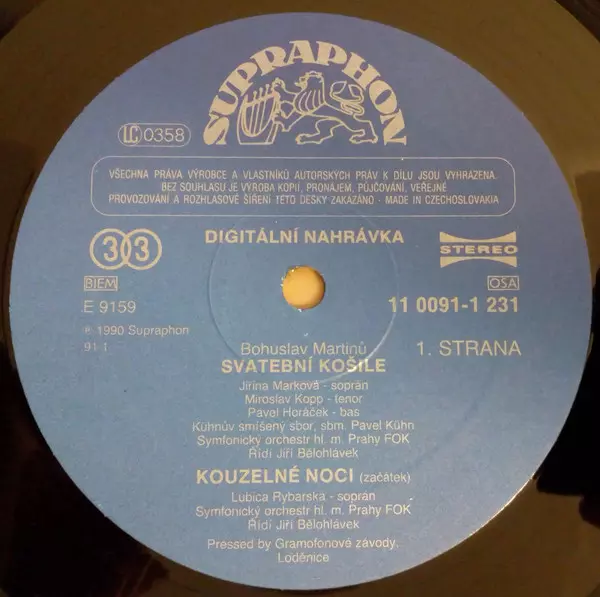 SUPRAPHON
LC 0358
VŠECHNA PRÁVA VÝROBCE A VLASTNÍKŮ AUTORSKÝCH PRÁV K DÍLU JSOU VYHRAZENA.
BEZ SOUHLASU JE VÝROBA KOPIÍ, PRONÁJEM, PŮJČOVÁNÍ, VEŘEJNÉ
PROVOZOVÁNÍ A ROZHLASOVÉ ŠÍŘENÍ TÉTO DESKY ZAKÁZÁNO · MADE IN CZECHOSLOVAKIA
33
DIGITÁLNÍ NAHRÁVKA
STEREO
BIEM
OSA
E 9159
11 0091-1 231
℗ 1990 Supraphon
91 1
1. STRANA
Bohuslav Martinů
SVATEBNÍ KOŠILE
Jiřina Marková - soprán
Miroslav Kopp - tenor
Pavel Horáček - bas
Kühnův smíšený sbor, sbm. Pavel Kühn
Symfonický orchestr hl. m. Prahy FOK
Řídí Jiří Bělohlávek
KOUZELNÉ NOCI (začátek)
Lubica Rybarska - soprán
Symfonický orchestr hl. m. Prahy FOK
Řídí Jiří Bělohlávek
Pressed by Gramofonové závody,
Loděnice